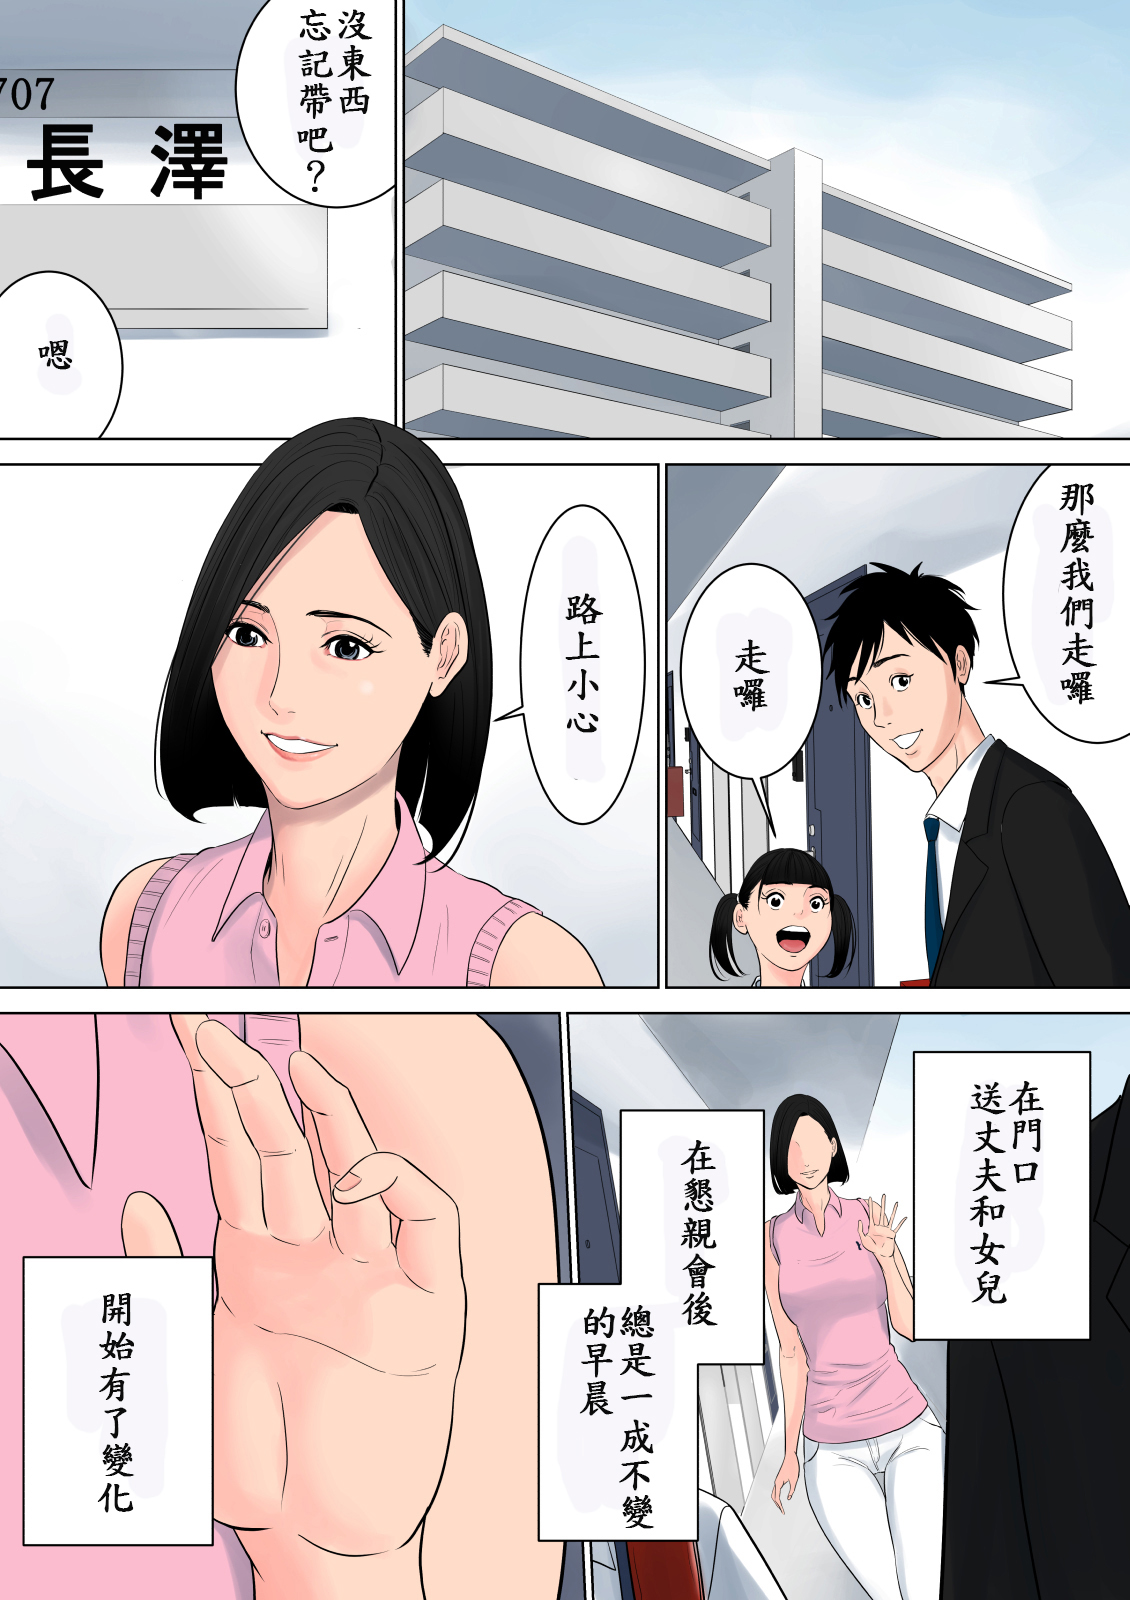 沒東西
忘記帶吧？
707
長澤
嗯
那麼我們走囉
走囉
路上小心
在門口
送丈夫和女兒
在懇親會後
總是一成不變
的早晨
開始有了變化